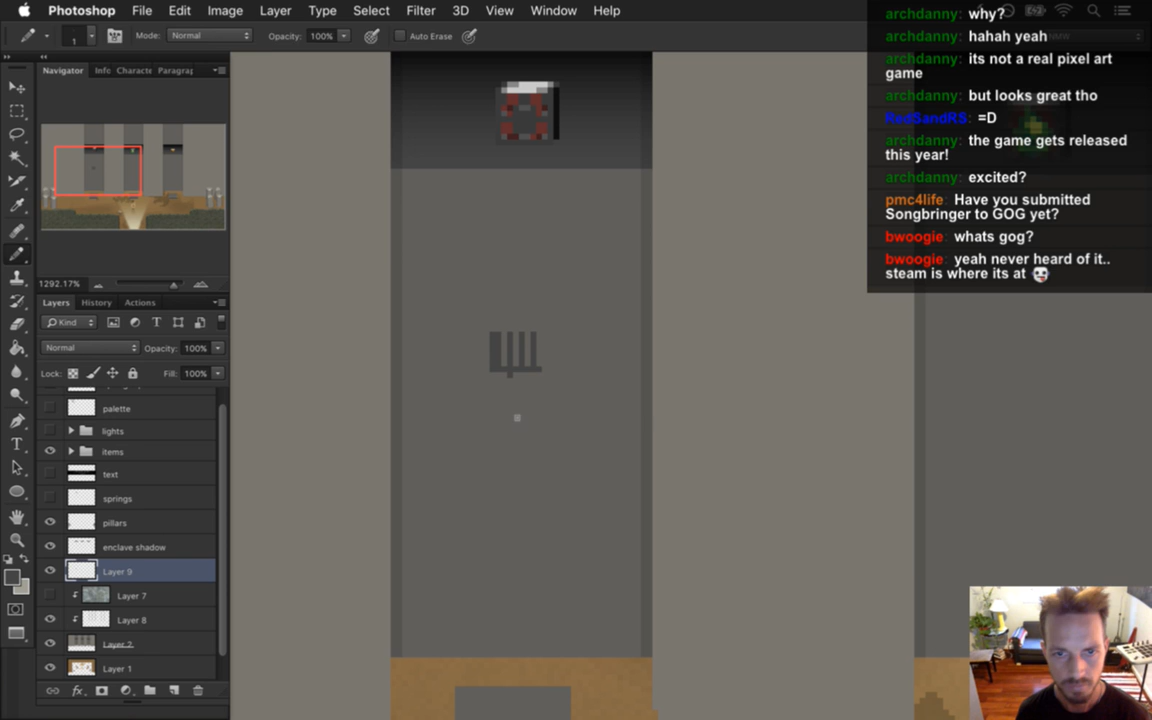 Photoshop File Edit Image Layer Type Select Filter 3D View Window Help
1 Mode: Normal Opacity: 100% Auto Erase
Navigator Info Characte Paragraj
1292.17%
Layers History Actions
Kind
Normal Opacity: 100%
Lock: Fill: 100%
palette
lights
items
text
springs
pillars
enclave shadow
Layer 9
Layer 7
Layer 8
Layer 2
Layer 1
fx
archdanny: why?
archdanny: hahah yeah
archdanny: its not a real pixel art
game
archdanny: but looks great tho
RedSandRS: =D
archdanny: the game gets released
this year!
archdanny: excited?
pmc4life: Have you submitted
Songbringer to GOG yet?
bwoogie: whats gog?
bwoogie: yeah never heard of it..
steam is where its at